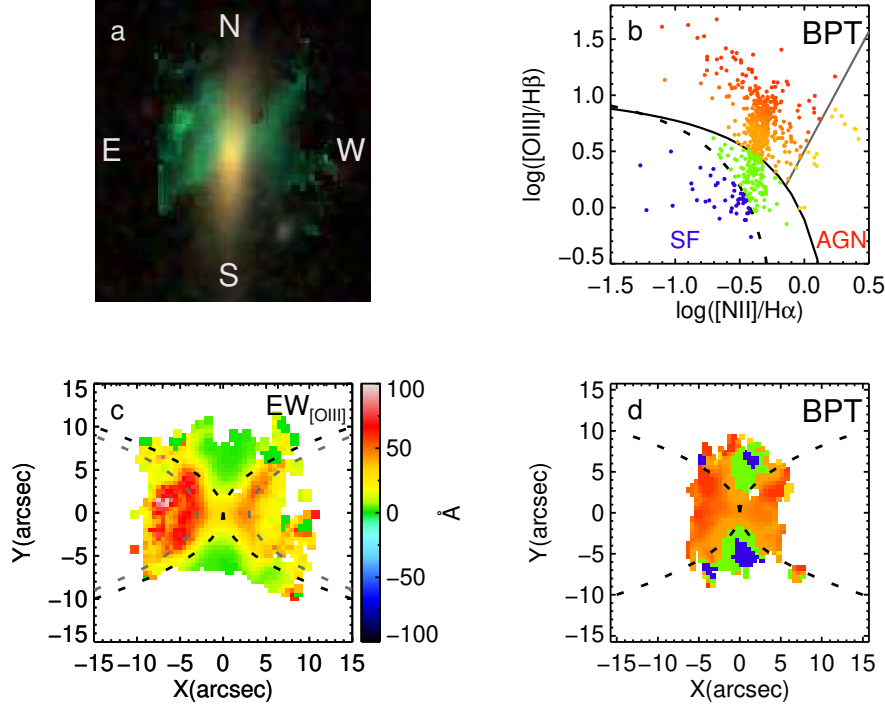 a
N
E
W
S
b
BPT
log([OIII]/Hβ)
1.5
1.0
0.5
0.0
−0.5
SF
AGN
−1.5 −1.0 −0.5 0.0 0.5
log([NII]/Hα)
c
EW[OIII]
Y(arcsec)
15
10
5
0
−5
−10
−15
−15 −10 −5 0 5 10 15
X(arcsec)
100
50
0
−50
−100
Å
d
BPT
Y(arcsec)
15
10
5
0
−5
−10
−15
−15 −10 −5 0 5 10 15
X(arcsec)